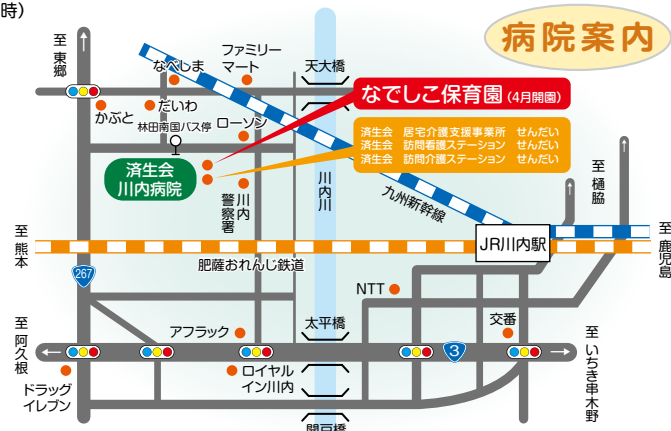 時)
病院案内
至 東郷
ファミリー
マート
なべしま
天大橋
なでしこ保育園 (4月開園)
かぶと
だいわ
林田南国バス停
ローソン
済生会 居宅介護支援事業所 せんだい
済生会 訪問看護ステーション せんだい
済生会 訪問介護ステーション せんだい
済生会
川内病院
川内
警察署
川内川
九州新幹線
至 樋脇
至 熊本
JR川内駅
至 鹿児島
肥薩おれんじ鉄道
267
NTT
至 阿久根
アフラック
太平橋
交番
3
至 いちき串木野
ドラッグ
イレブン
ロイヤル
イン川内
開戸橋